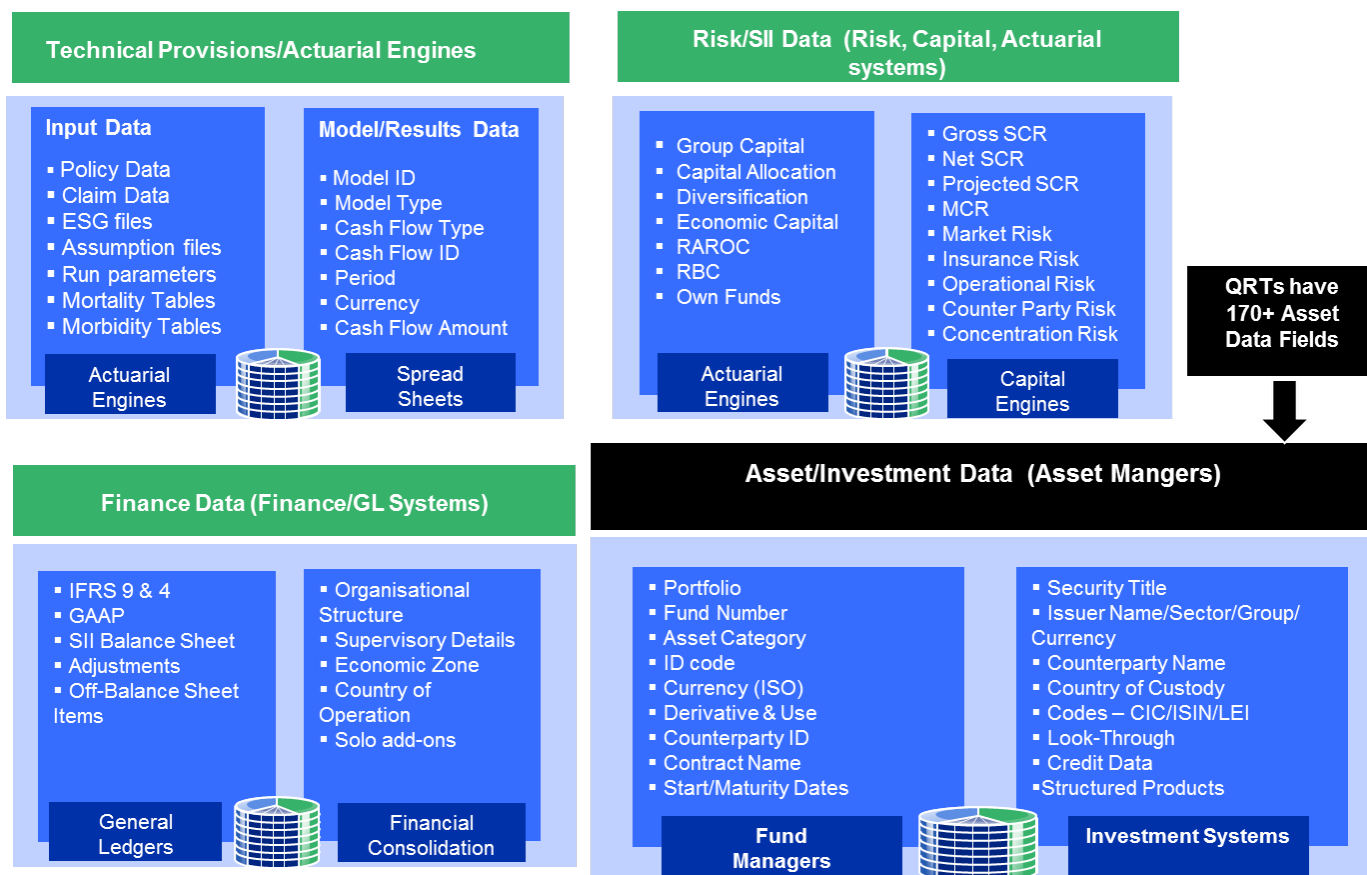 Technical Provisions/Actuarial Engines
Input Data
▪ Policy Data
▪ Claim Data
▪ ESG files
▪ Assumption files
▪ Run parameters
▪ Mortality Tables
▪ Morbidity Tables
Actuarial
Engines
Model/Results Data
▪ Model ID
▪ Model Type
▪ Cash Flow Type
▪ Cash Flow ID
▪ Period
▪ Currency
▪ Cash Flow Amount
Spread
Sheets
Risk/SII Data (Risk, Capital, Actuarial
systems)
▪ Group Capital
▪ Capital Allocation
▪ Diversification
▪ Economic Capital
▪ RAROC
▪ RBC
▪ Own Funds
Actuarial
Engines
▪ Gross SCR
▪ Net SCR
▪ Projected SCR
▪ MCR
▪ Market Risk
▪ Insurance Risk
▪ Operational Risk
▪ Counter Party Risk
▪ Concentration Risk
Capital
Engines
QRTs have
170+ Asset
Data Fields
Finance Data (Finance/GL Systems)
▪ IFRS 9 & 4
▪ GAAP
▪ SII Balance Sheet
▪ Adjustments
▪ Off-Balance Sheet
Items
General
Ledgers
▪ Organisational
Structure
▪ Supervisory Details
▪ Economic Zone
▪ Country of
Operation
▪ Solo add-ons
Financial
Consolidation
Asset/Investment Data (Asset Mangers)
▪ Portfolio
▪ Fund Number
▪ Asset Category
▪ ID code
▪ Currency (ISO)
▪ Derivative & Use
▪ Counterparty ID
▪ Contract Name
▪ Start/Maturity Dates
Fund
Managers
▪ Security Title
▪ Issuer Name/Sector/Group/
Currency
▪ Counterparty Name
▪ Country of Custody
▪ Codes – CIC/ISIN/LEI
▪ Look-Through
▪ Credit Data
▪Structured Products
Investment Systems